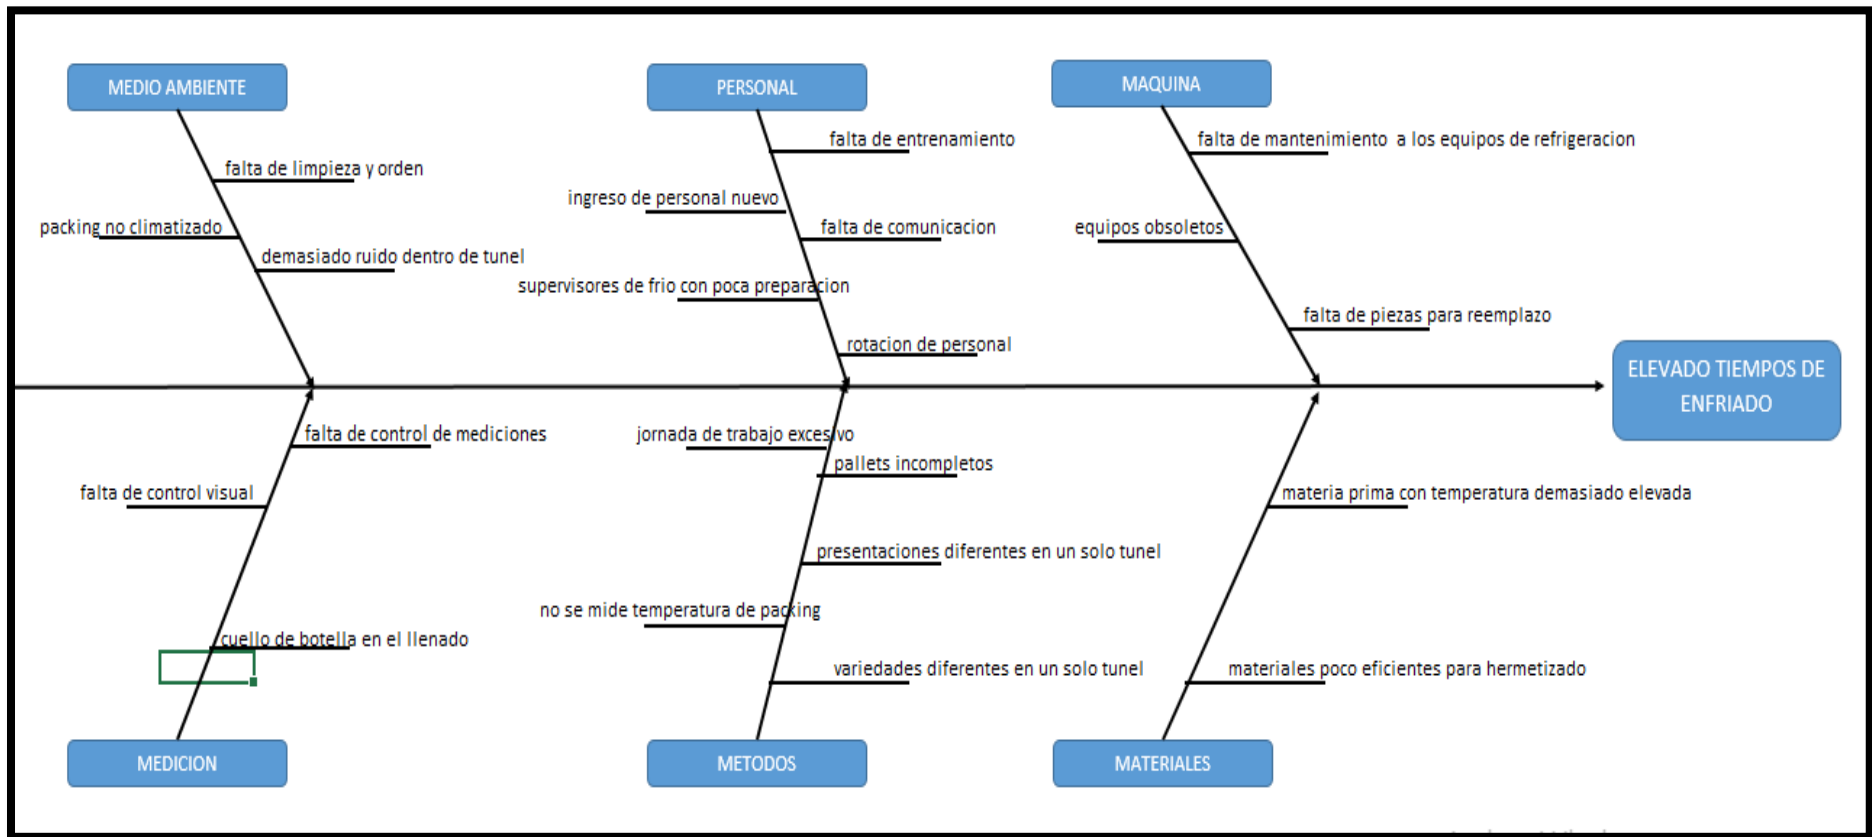 MEDIO AMBIENTE
falta de limpieza y orden
packing no climatizado
demasiado ruido dentro de tunel
PERSONAL
falta de entrenamiento
ingreso de personal nuevo
falta de comunicacion
supervisores de frio con poca preparacion
rotacion de personal
MAQUINA
falta de mantenimiento a los equipos de refrigeracion
equipos obsoletos
falta de piezas para reemplazo
ELEVADO TIEMPOS DE
ENFRIADO
falta de control de mediciones
falta de control visual
cuello de botella en el llenado
MEDICION
jornada de trabajo excesivo
pallets incompletos
presentaciones diferentes en un solo tunel
no se mide temperatura de packing
variedades diferentes en un solo tunel
METODOS
materia prima con temperatura demasiado elevada
materiales poco eficientes para hermetizado
MATERIALES